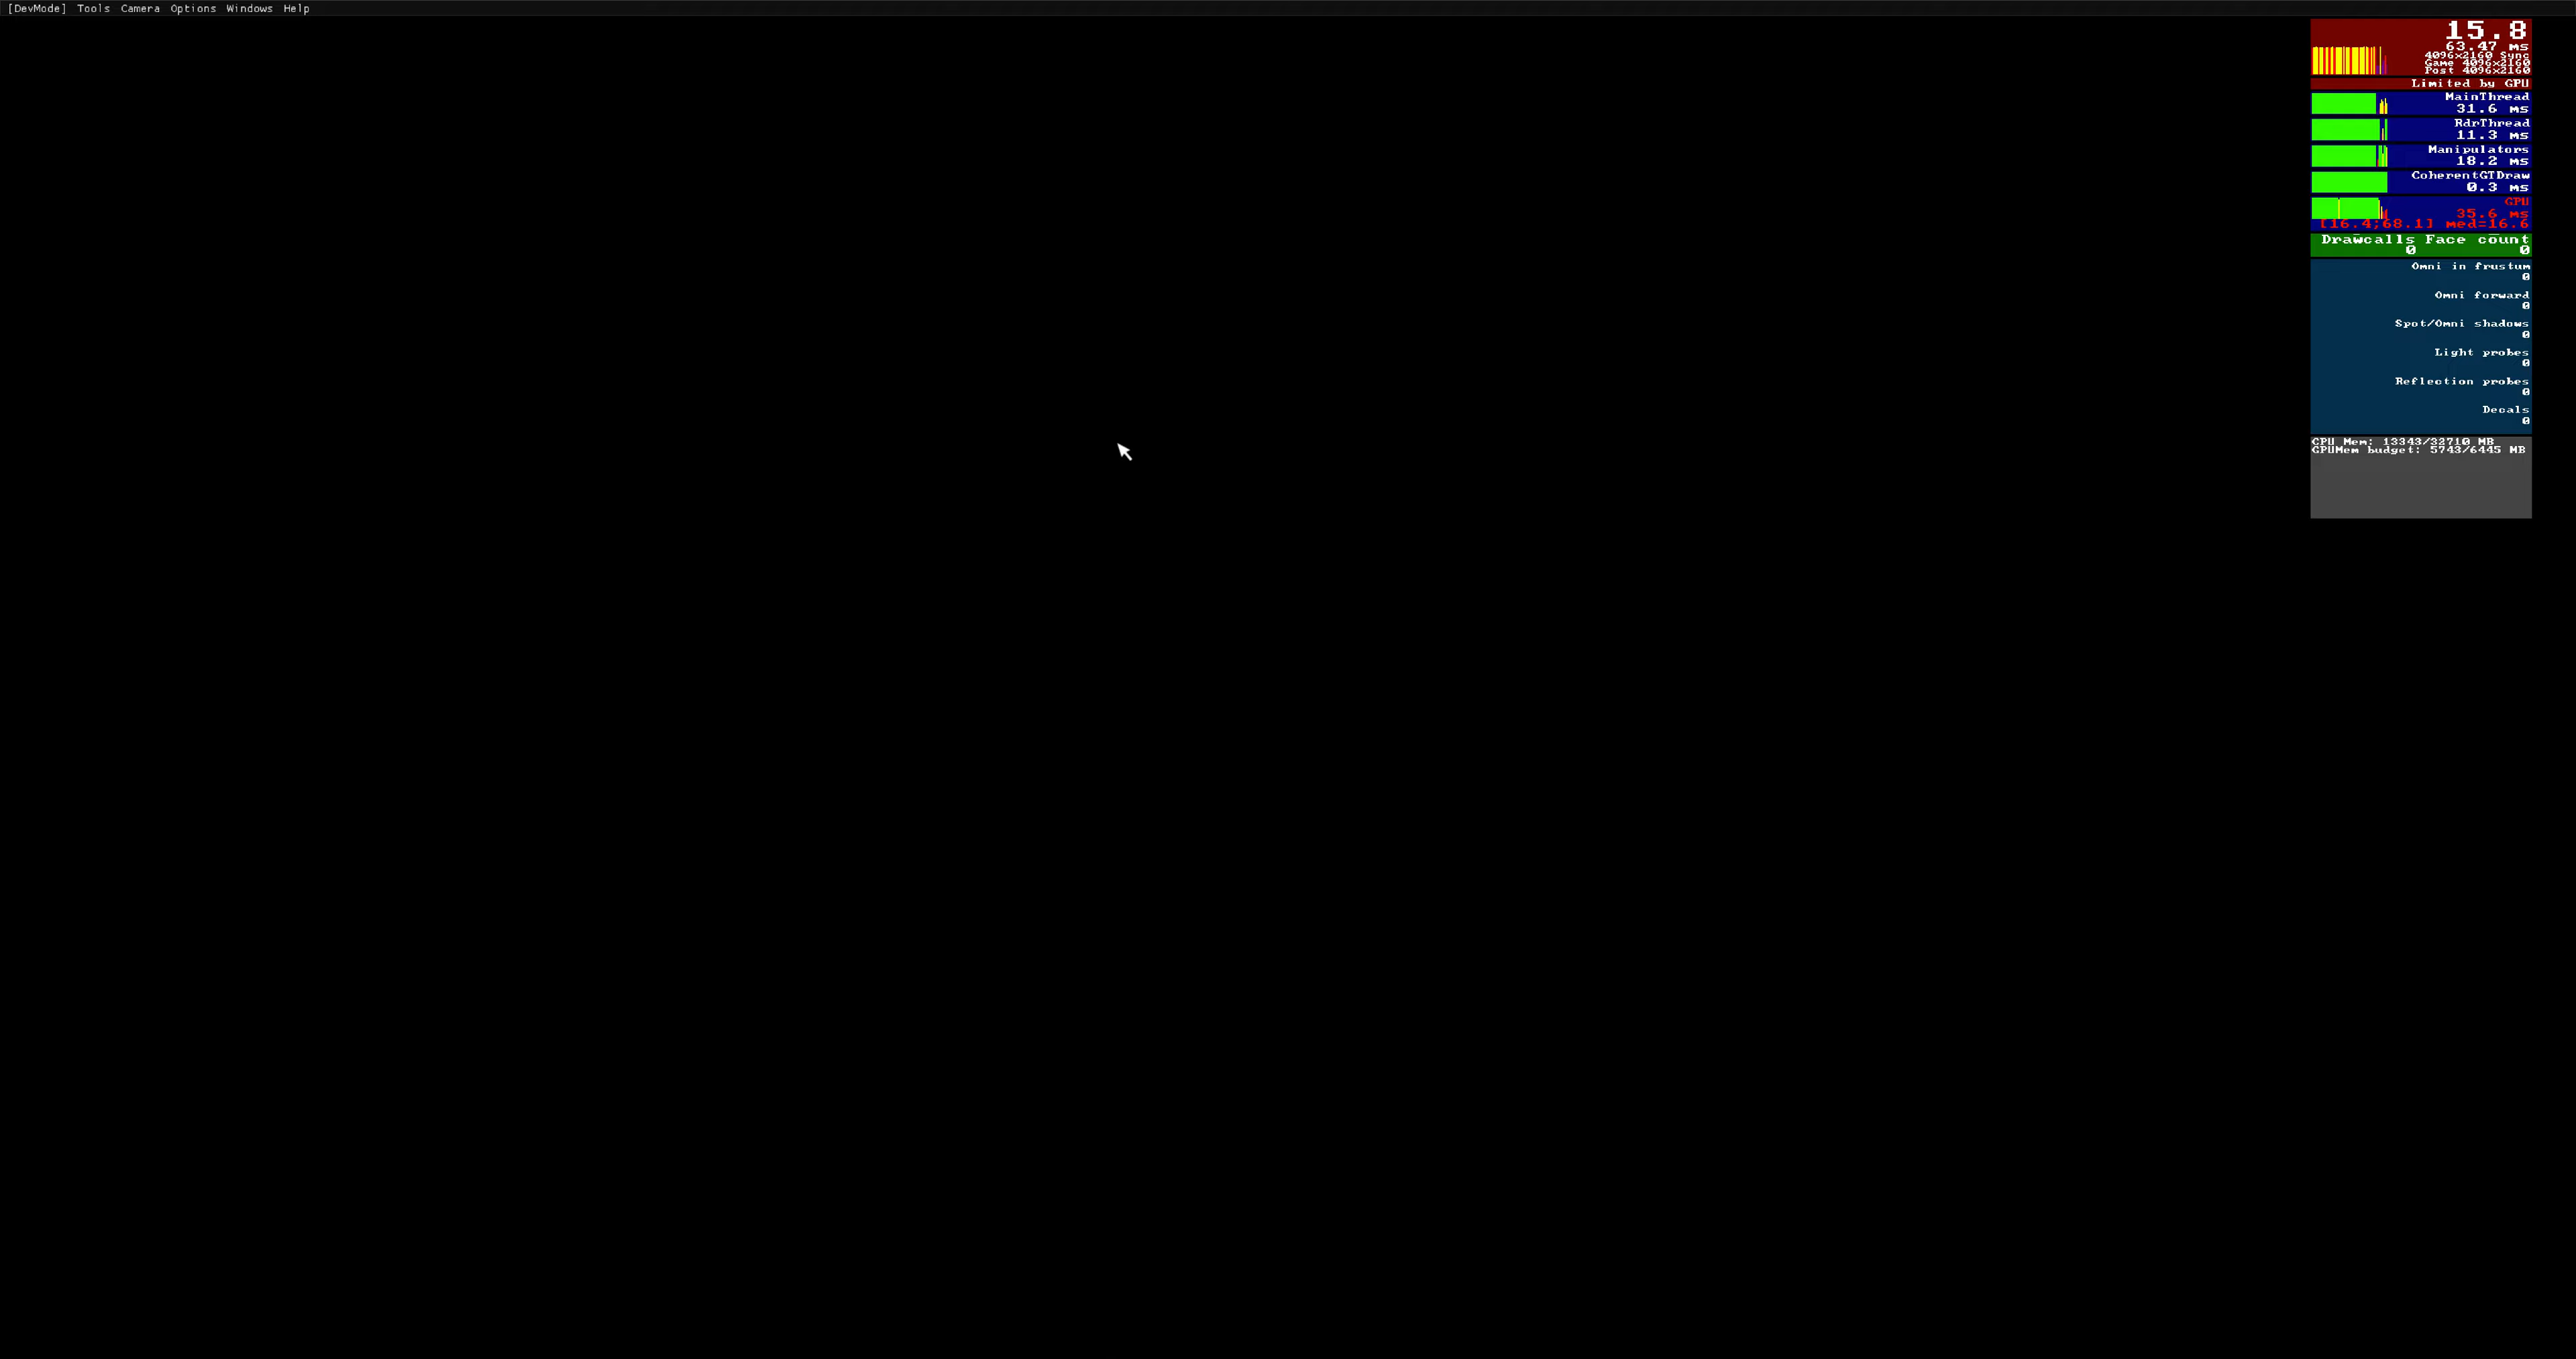 [DevMode] Tools Camera Options Windows Help
15.8
63.47 ms
4096x2160 Sync
Game 4096x2160
Post 4096x2160
Limited by GPU
MainThread
31.6 ms
RdrThread
11.3 ms
Manipulators
18.2 ms
CoherentGTDraw
0.3 ms
GPU
35.6 ms
[16.4;68.1] med=16.6
Drawcalls Face count
0 0
Omni in frustum
0
Omni forward
0
Spot/Omni shadows
0
Light probes
0
Reflection probes
0
Decals
0
CPU Mem: 13343/32710 MB
GPUMem budget: 5743/6445 MB